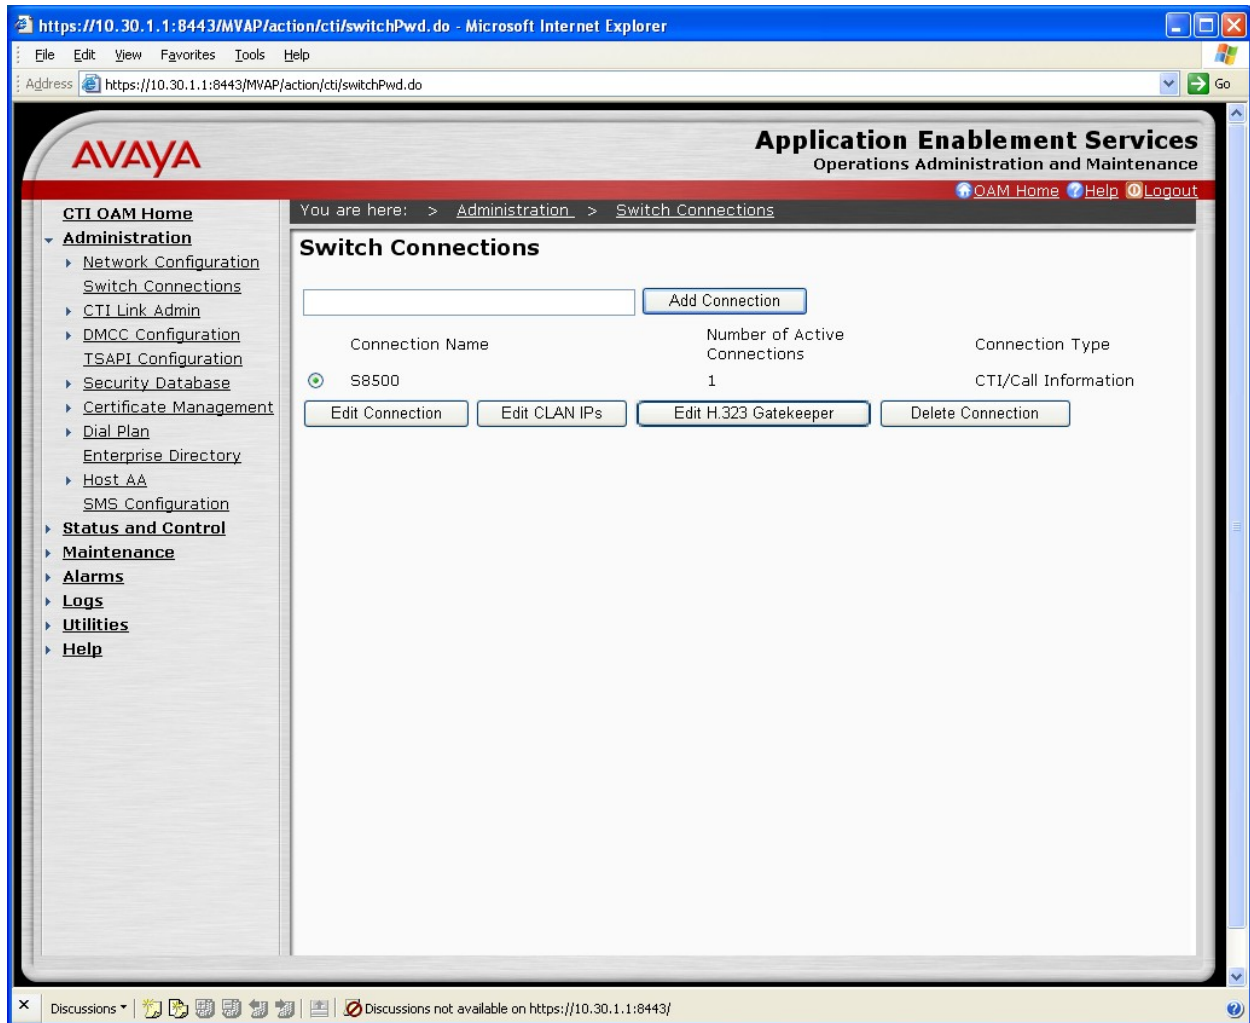 https://10.30.1.1:8443/MVAP/action/cti/switchPwd.do - Microsoft Internet Explorer
File Edit View Favorites Tools Help
Address https://10.30.1.1:8443/MVAP/action/cti/switchPwd.do Go
AVAYA
Application Enablement Services
Operations Administration and Maintenance
OAM Home Help Logout
You are here: > Administration > Switch Connections
CTI OAM Home
Administration
Network Configuration
Switch Connections
CTI Link Admin
DMCC Configuration
TSAPI Configuration
Security Database
Certificate Management
Dial Plan
Enterprise Directory
Host AA
SMS Configuration
Status and Control
Maintenance
Alarms
Logs
Utilities
Help
Switch Connections
Add Connection
Connection Name Number of Active Connections Connection Type
S8500 1 CTI/Call Information
Edit Connection Edit CLAN IPs Edit H.323 Gatekeeper Delete Connection
Discussions Discussions not available on https://10.30.1.1:8443/